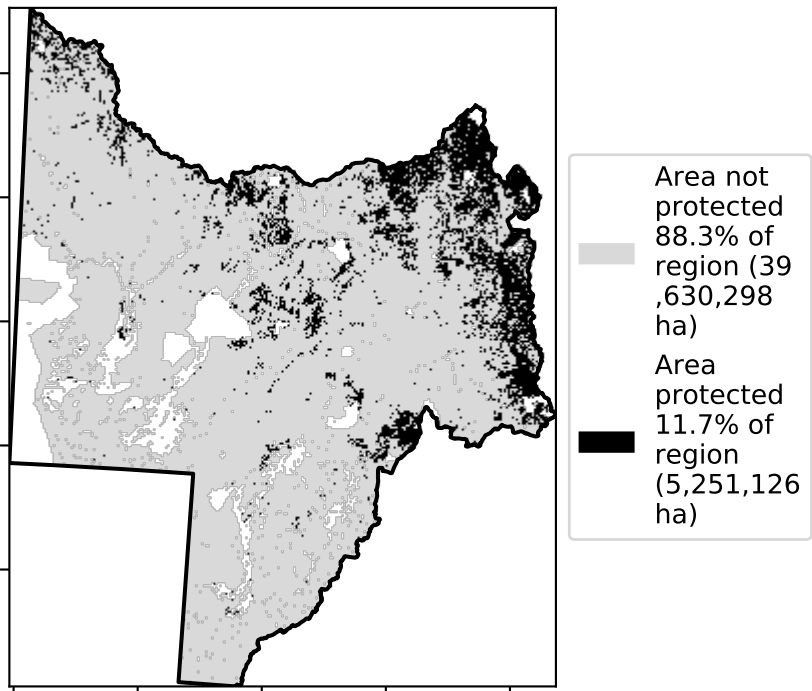 Area not
protected
88.3% of
region (39
,630,298
ha)
Area
protected
11.7% of
region
(5,251,126
ha)